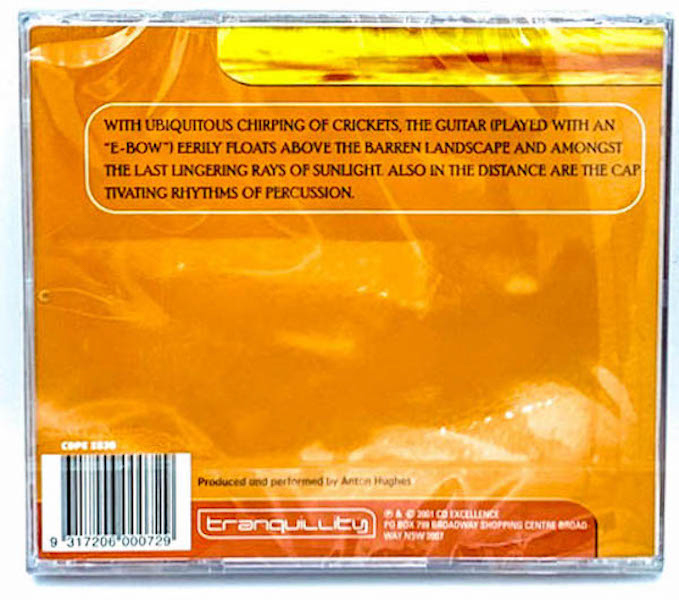 WITH UBIQUITOUS CHIRPING OF CRICKETS, THE GUITAR (PLAYED WITH AN
"E-BOW") EERILY FLOATS ABOVE THE BARREN LANDSCAPE AND AMONGST
THE LAST LINGERING RAYS OF SUNLIGHT. ALSO IN THE DISTANCE ARE THE CAP
TIVATING RHYTHMS OF PERCUSSION.
Produced and performed by Anton Hughes
9 317206 000729
tranquillity
℗ & © 2001 CD EXCELLENCE
PO BOX BROADWAY SHOPPING CENTRE BROAD-
WAY NSW 2007